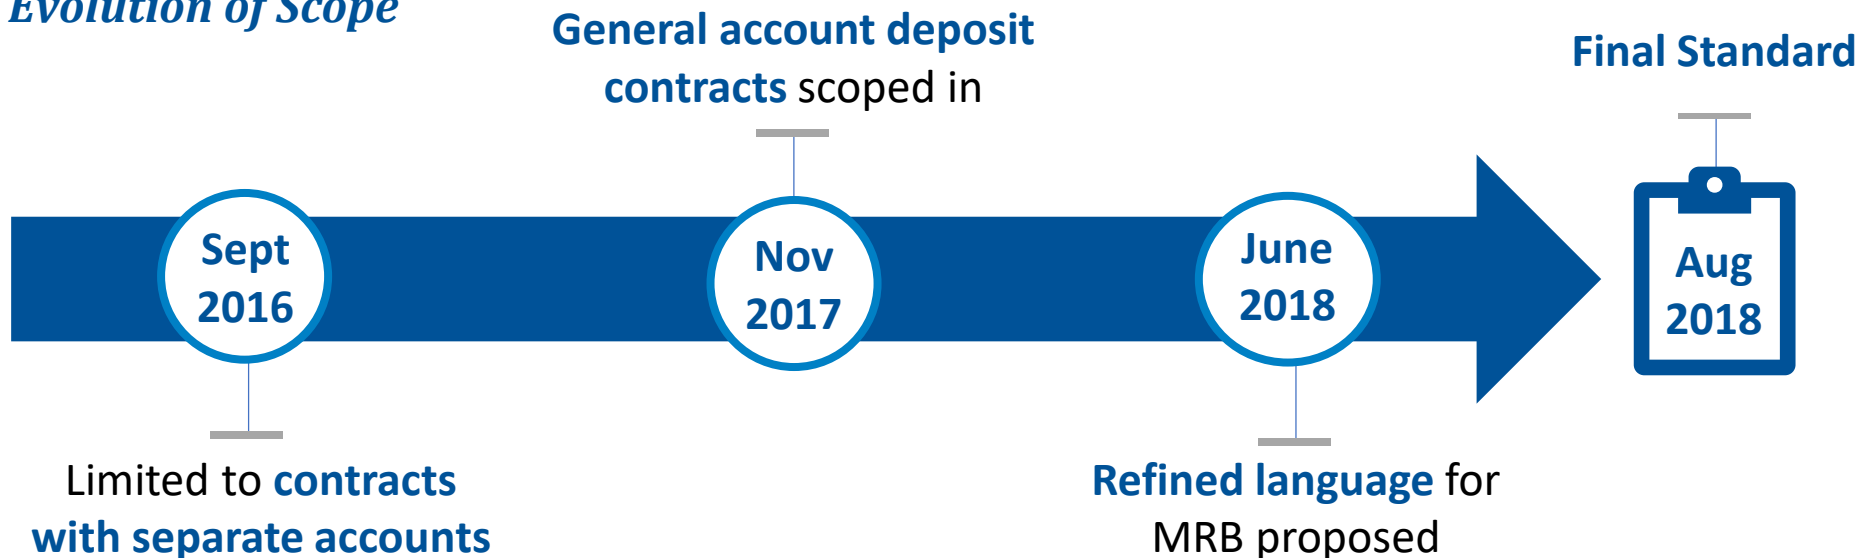 Evolution of Scope
General account deposit
contracts scoped in
Final Standard
Sept
2016
Nov
2017
June
2018
Aug
2018
Limited to contracts
with separate accounts
Refined language for
MRB proposed